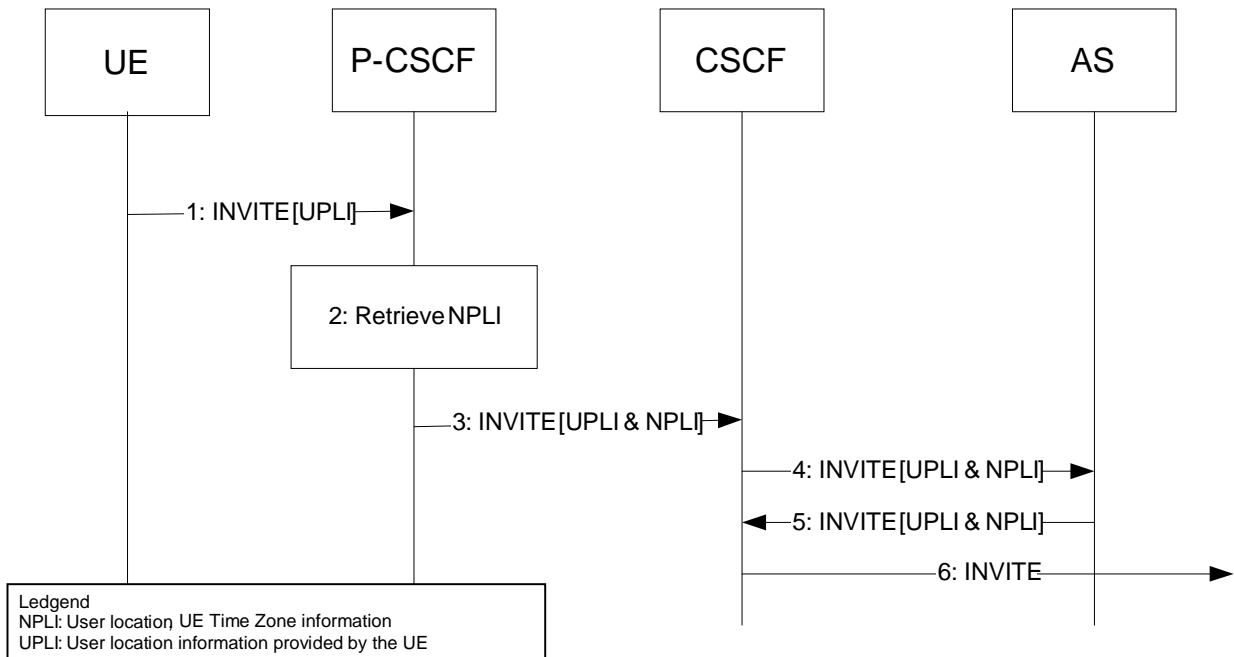 UE
P-CSCF
CSCF
AS
1: INVITE[UPLI]
2: Retrieve NPLI
3: INVITE[UPLI & NPLI]
4: INVITE[UPLI & NPLI]
5: INVITE[UPLI & NPLI]
6: INVITE
Ledgend
NPLI: User location, UE Time Zone information
UPLI: User location information provided by the UE